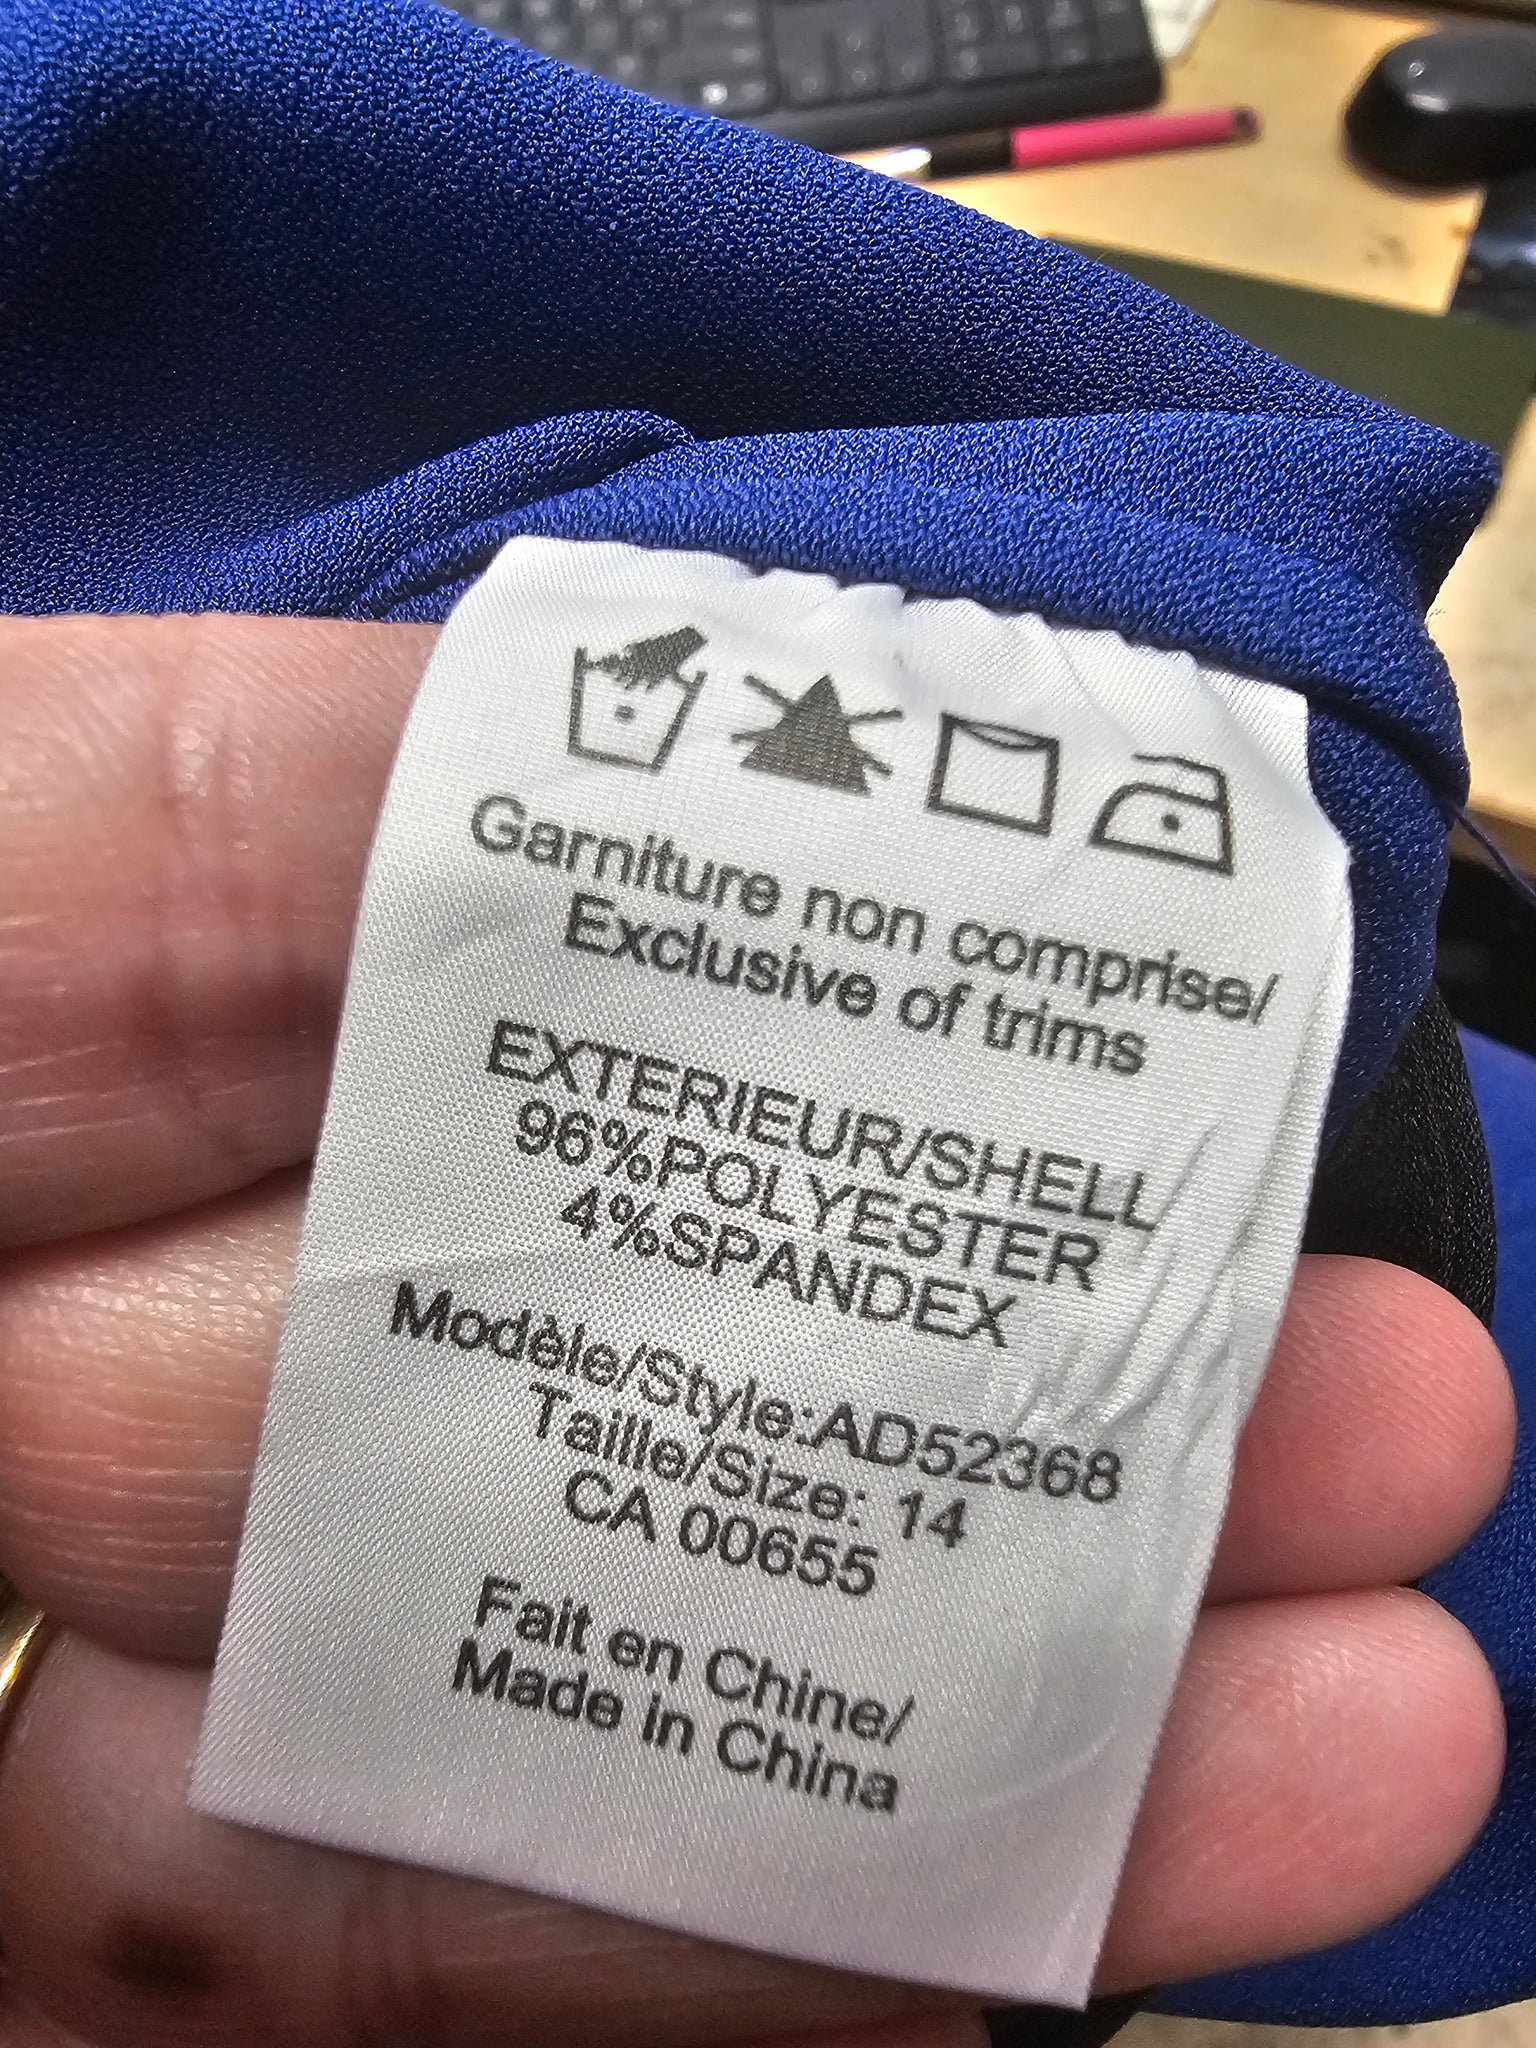 Garniture non comprise/
Exclusive of trims
EXTERIEUR/SHELL
96%POLYESTER
4%SPANDEX
Modèle/Style:AD52368
Taille/Size: 14
CA 00655
Fait en Chine/
Made in China